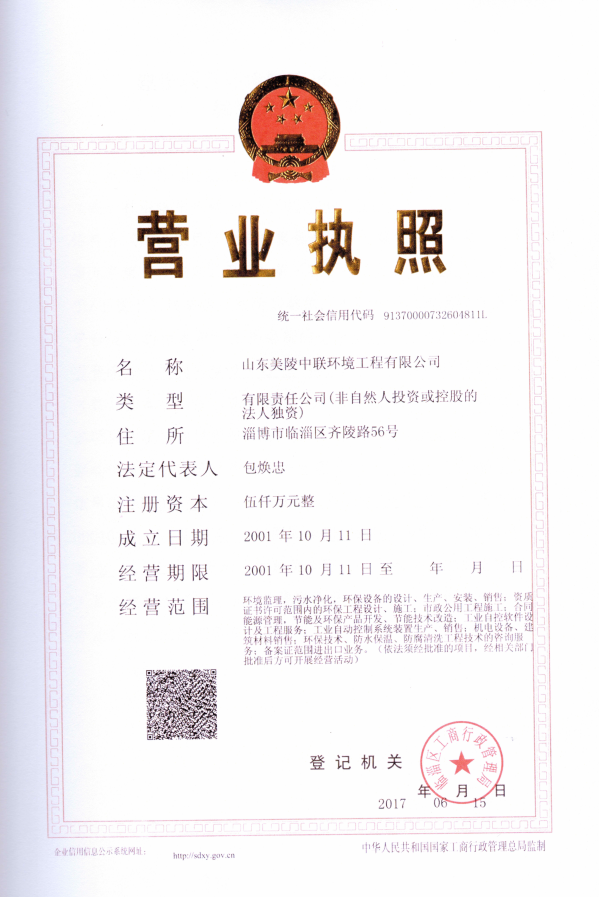 营业执照
统一社会信用代码 91370000732604811L
名称 山东美陵中联环境工程有限公司
类型 有限责任公司(非自然人投资或控股的
法人独资)
住所 淄博市临淄区齐陵路56号
法定代表人 包焕忠
注册资本 伍仟万元整
成立日期 2001 年 10 月 11 日
经营期限 2001 年 10 月 11 日 至 年 月 日
经营范围 环境监理，污水净化，环保设备的设计、生产、安装、销售；资质
证书许可范围内的环保工程设计、施工；市政公用工程施工；合同
能源管理，节能及环保产品开发、节能技术改造；工业自控软件设
计及工程服务；工业自动控制系统装置生产、销售；机电设备、建
筑材料销售；环保技术、防水保温、防腐清洗工程技术的咨询服
务；备案证范围进出口业务。（依法须经批准的项目，经相关部门
批准后方可开展经营活动）
登记机关
临淄区工商行政管理局
年 月 日
2017 06 15
企业信用信息公示系统网址： http://sdxy.gov.cn
中华人民共和国国家工商行政管理总局监制